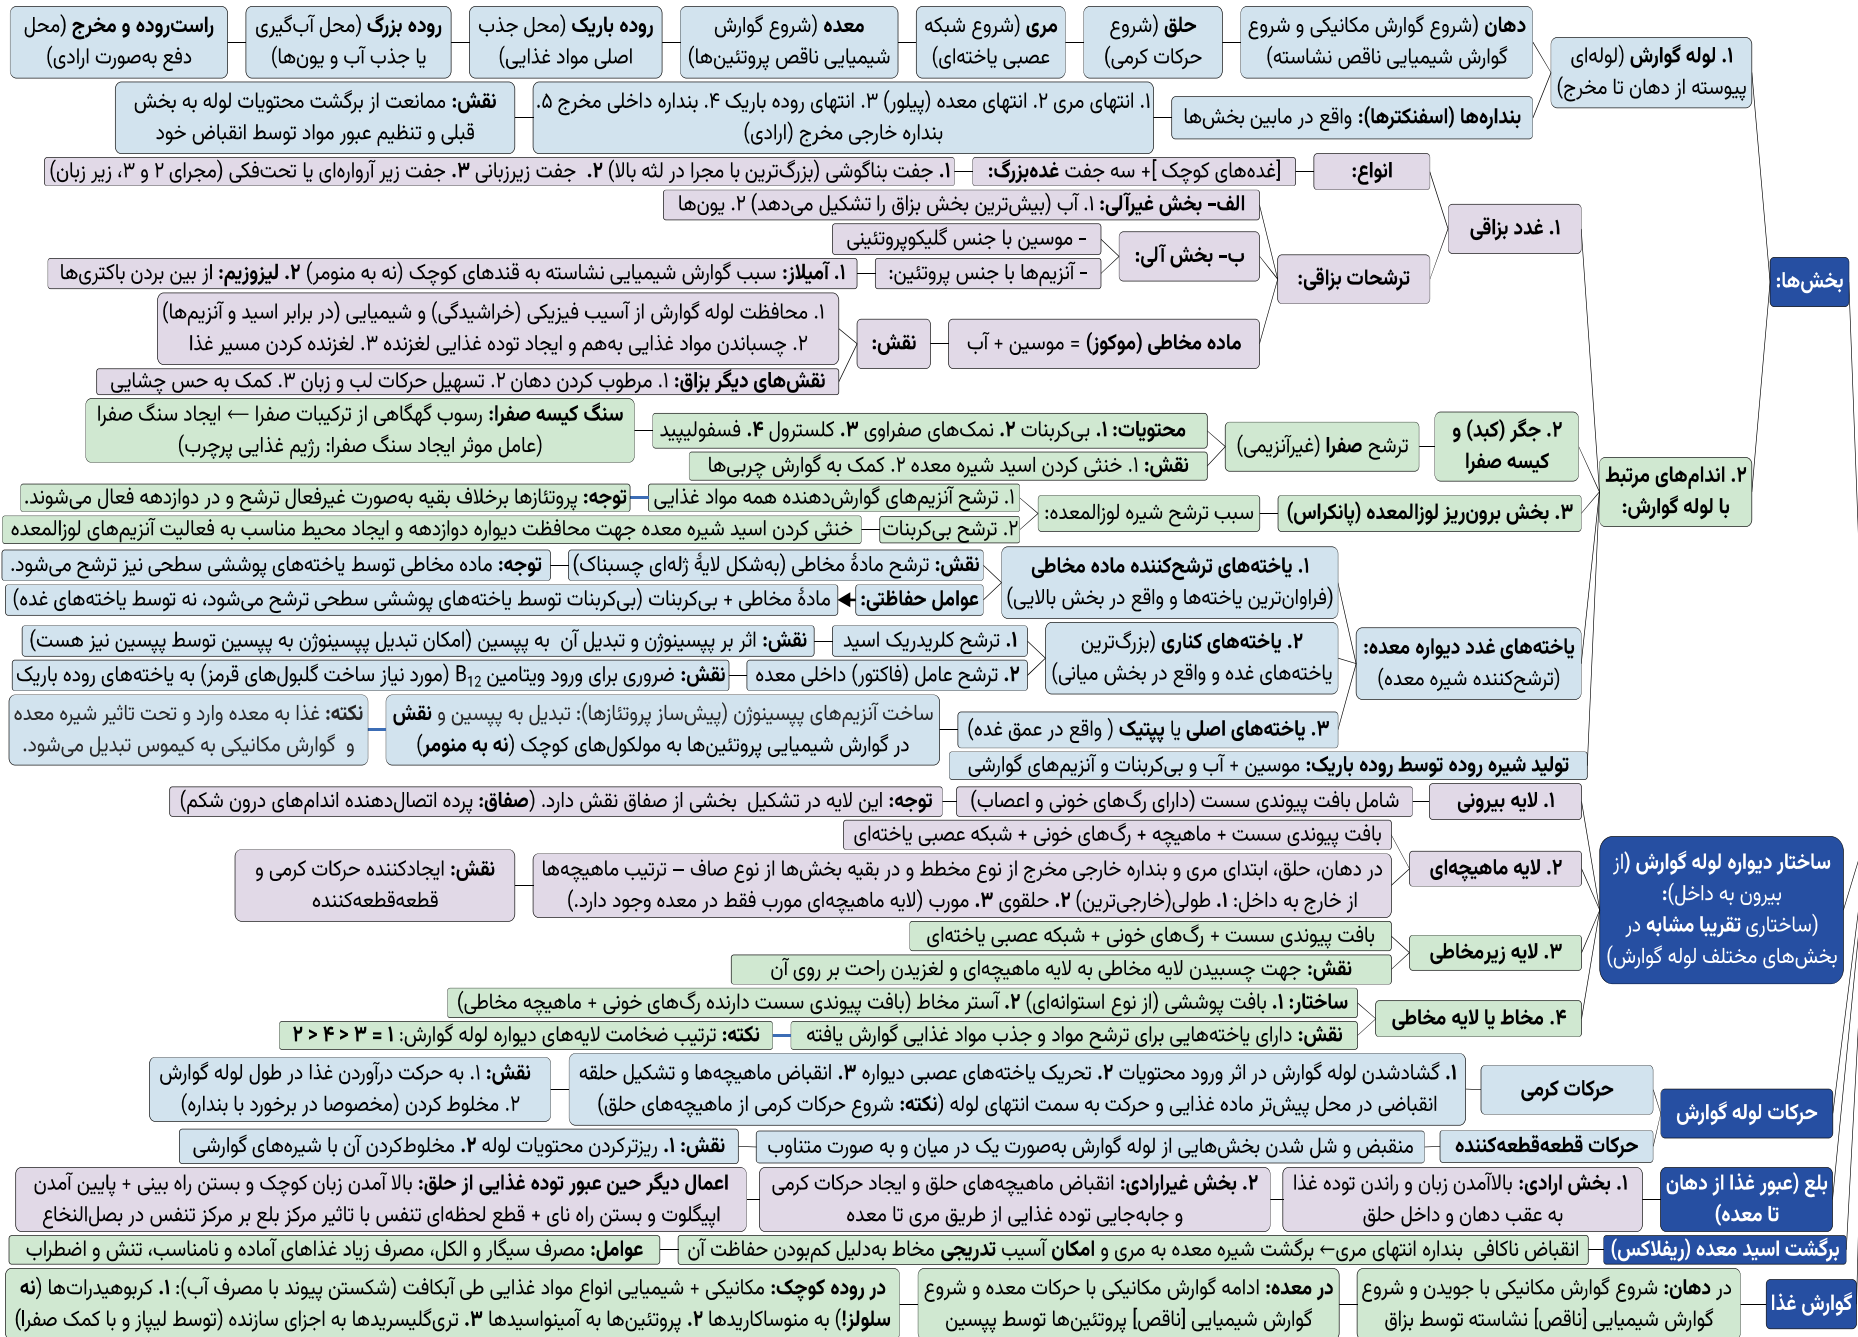 بخش‌ها:
۱. لوله گوارش (لوله‌ای
پیوسته از دهان تا مخرج)
دهان (شروع گوارش مکانیکی و شروع
گوارش شیمیایی ناقص نشاسته)
حلق (شروع
حرکات کرمی)
مری (شروع شبکه
عصبی یاخته‌ای)
معده (شروع گوارش
شیمیایی ناقص پروتئین‌ها)
روده باریک (محل جذب
اصلی مواد غذایی)
روده بزرگ (محل آب‌گیری
یا جذب آب و یون‌ها)
راست‌روده و مخرج (محل
دفع به‌صورت ارادی)
بنداره‌ها (اسفنکترها): واقع در مابین بخش‌ها
۱. انتهای مری ۲. انتهای معده (پیلور) ۳. انتهای روده باریک ۴. بنداره داخلی مخرج ۵.
بنداره خارجی مخرج (ارادی)
نقش: ممانعت از برگشت محتویات لوله به بخش
قبلی و تنظیم عبور مواد توسط انقباض خود
۲. اندام‌های مرتبط
با لوله گوارش:
۱. غدد بزاقی
انواع:
[غده‌های کوچک ]+ سه جفت غده‌بزرگ:
۱. جفت بناگوشی (بزرگ‌ترین با مجرا در لثه بالا) ۲. جفت زیرزبانی ۳. جفت زیر آرواره‌ای یا تحت‌فکی (مجرای ۲ و ۳، زیر زبان)
ترشحات بزاقی:
الف- بخش غیرآلی: ۱. آب (بیش‌ترین بخش بزاق را تشکیل می‌دهد) ۲. یون‌ها
ب- بخش آلی:
- موسین با جنس گلیکوپروتئینی
- آنزیم‌ها با جنس پروتئین:
۱. آمیلاز: سبب گوارش شیمیایی نشاسته به قندهای کوچک (نه به منومر) ۲. لیزوزیم: از بین بردن باکتری‌ها
ماده مخاطی (موکوز) = موسین + آب
نقش:
۱. محافظت لوله گوارش از آسیب فیزیکی (خراشیدگی) و شیمیایی (در برابر اسید و آنزیم‌ها)
۲. چسباندن مواد غذایی به‌هم و ایجاد توده غذایی لغزنده ۳. لغزنده کردن مسیر غذا
نقش‌های دیگر بزاق: ۱. مرطوب کردن دهان ۲. تسهیل حرکات لب و زبان ۳. کمک به حس چشایی
۲. جگر (کبد) و
کیسه صفرا
ترشح صفرا (غیرآنزیمی)
محتویات: ۱. بی‌کربنات ۲. نمک‌های صفراوی ۳. کلسترول ۴. فسفولیپید
سنگ کیسه صفرا: رسوب گهگاهی از ترکیبات صفرا ← ایجاد سنگ صفرا
(عامل موثر ایجاد سنگ صفرا: رژیم غذایی پرچرب)
نقش: ۱. خنثی کردن اسید شیره معده ۲. کمک به گوارش چربی‌ها
۳. بخش برون‌ریز لوزالمعده (پانکراس)
سبب ترشح شیره لوزالمعده:
۱. ترشح آنزیم‌های گوارش‌دهنده همه مواد غذایی
توجه: پروتئازها برخلاف بقیه به‌صورت غیرفعال ترشح و در دوازدهه فعال می‌شوند.
۲. ترشح بی‌کربنات
خنثی کردن اسید شیره معده جهت محافظت دیواره دوازدهه و ایجاد محیط مناسب به فعالیت آنزیم‌های لوزالمعده
یاخته‌های غدد دیواره معده:
(ترشح‌کننده شیره معده)
۱. یاخته‌های ترشح‌کننده ماده مخاطی
(فراوان‌ترین یاخته‌ها و واقع در بخش بالایی)
نقش: ترشح مادهٔ مخاطی (به‌شکل لایهٔ ژله‌ای چسبناک)
توجه: ماده مخاطی توسط یاخته‌های پوششی سطحی نیز ترشح می‌شود.
عوامل حفاظتی:
مادهٔ مخاطی + بی‌کربنات (بی‌کربنات توسط یاخته‌های پوششی سطحی ترشح می‌شود، نه توسط یاخته‌های غده)
۲. یاخته‌های کناری (بزرگ‌ترین
یاخته‌های غده و واقع در بخش میانی)
۱. ترشح کلریدریک اسید
نقش: اثر بر پپسینوژن و تبدیل آن به پپسین (امکان تبدیل پپسینوژن به پپسین توسط پپسین نیز هست)
۲. ترشح عامل (فاکتور) داخلی معده
نقش: ضروری برای ورود ویتامین B₁₂ (مورد نیاز ساخت گلبول‌های قرمز) به یاخته‌های روده باریک
۳. یاخته‌های اصلی یا پپتیک ( واقع در عمق غده)
ساخت آنزیم‌های پپسینوژن (پیش‌ساز پروتئازها): تبدیل به پپسین و نقش
در گوارش شیمیایی پروتئین‌ها به مولکول‌های کوچک (نه به منومر)
نکته: غذا به معده وارد و تحت تاثیر شیره معده
و گوارش مکانیکی به کیموس تبدیل می‌شود.
تولید شیره روده توسط روده باریک: موسین + آب و بی‌کربنات و آنزیم‌های گوارشی
ساختار دیواره لوله گوارش (از
بیرون به داخل):
(ساختاری تقریبا مشابه در
بخش‌های مختلف لوله گوارش)
۱. لایه بیرونی
شامل بافت پیوندی سست (دارای رگ‌های خونی و اعصاب)
توجه: این لایه در تشکیل بخشی از صفاق نقش دارد. (صفاق: پرده اتصال‌دهنده اندام‌های درون شکم)
۲. لایه ماهیچه‌ای
بافت پیوندی سست + ماهیچه + رگ‌های خونی + شبکه عصبی یاخته‌ای
در دهان، حلق، ابتدای مری و بنداره خارجی مخرج از نوع مخطط و در بقیه بخش‌ها از نوع صاف – ترتیب ماهیچه‌ها
از خارج به داخل: ۱. طولی(خارجی‌ترین) ۲. حلقوی ۳. مورب (لایه ماهیچه‌ای مورب فقط در معده وجود دارد.)
نقش: ایجادکننده حرکات کرمی و
قطعه‌قطعه‌کننده
۳. لایه زیرمخاطی
بافت پیوندی سست + رگ‌های خونی + شبکه عصبی یاخته‌ای
نقش: جهت چسبیدن لایه مخاطی به لایه ماهیچه‌ای و لغزیدن راحت بر روی آن
۴. مخاط یا لایه مخاطی
ساختار: ۱. بافت پوششی (از نوع استوانه‌ای) ۲. آستر مخاط (بافت پیوندی سست دارنده رگ‌های خونی + ماهیچه مخاطی)
نقش: دارای یاخته‌هایی برای ترشح مواد و جذب مواد غذایی گوارش یافته
نکته: ترتیب ضخامت لایه‌های دیواره لوله گوارش: ۱ = ۳ < ۴ < ۲
حرکات لوله گوارش
حرکات کرمی
۱. گشادشدن لوله گوارش در اثر ورود محتویات ۲. تحریک یاخته‌های عصبی دیواره ۳. انقباض ماهیچه‌ها و تشکیل حلقه
انقباضی در محل پیش‌تر ماده غذایی و حرکت به سمت انتهای لوله (نکته: شروع حرکات کرمی از ماهیچه‌های حلق)
نقش: ۱. به حرکت درآوردن غذا در طول لوله گوارش
۲. مخلوط کردن (مخصوصا در برخورد با بنداره)
حرکات قطعه‌قطعه‌کننده
منقبض و شل شدن بخش‌هایی از لوله گوارش به‌صورت یک در میان و به صورت متناوب
نقش: ۱. ریزترکردن محتویات لوله ۲. مخلوط‌کردن آن با شیره‌های گوارشی
بلع (عبور غذا از دهان
تا معده)
۱. بخش ارادی: بالاآمدن زبان و راندن توده غذا
به عقب دهان و داخل حلق
۲. بخش غیرارادی: انقباض ماهیچه‌های حلق و ایجاد حرکات کرمی
و جابه‌جایی توده غذایی از طریق مری تا معده
اعمال دیگر حین عبور توده غذایی از حلق: بالا آمدن زبان کوچک و بستن راه بینی + پایین آمدن
اپیگلوت و بستن راه نای + قطع لحظه‌ای تنفس با تاثیر مرکز بلع بر مرکز تنفس در بصل‌النخاع
برگشت اسید معده (ریفلاکس)
انقباض ناکافی بنداره انتهای مری← برگشت شیره معده به مری و امکان آسیب تدریجی مخاط به‌دلیل کم‌بودن حفاظت آن
عوامل: مصرف سیگار و الکل، مصرف زیاد غذاهای آماده و نامناسب، تنش و اضطراب
گوارش غذا
در دهان: شروع گوارش مکانیکی با جویدن و شروع
گوارش شیمیایی [ناقص] نشاسته توسط بزاق
در معده: ادامه گوارش مکانیکی با حرکات معده و شروع
گوارش شیمیایی [ناقص] پروتئین‌ها توسط پپسین
در روده کوچک: مکانیکی + شیمیایی انواع مواد غذایی طی آبکافت (شکستن پیوند با مصرف آب): ۱. کربوهیدرات‌ها (نه
سلولز!) به منوساکاریدها ۲. پروتئین‌ها به آمینواسیدها ۳. تری‌گلیسریدها به اجزای سازنده (توسط لیپاز و با کمک صفرا)